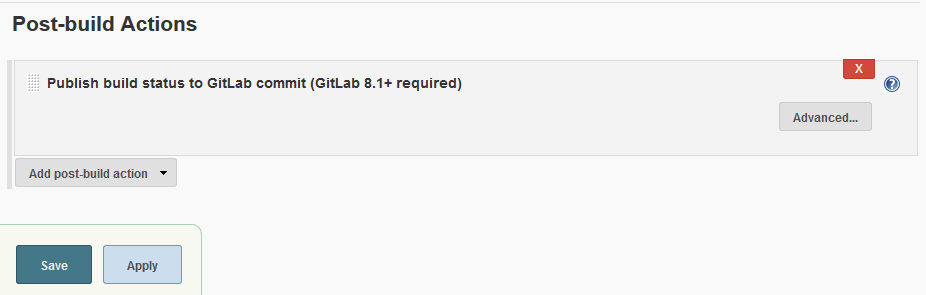 Post-build Actions
X
Publish build status to GitLab commit (GitLab 8.1+ required)
?
Advanced...
Add post-build action
Save
Apply